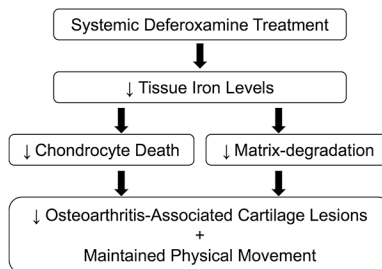 Systemic Deferoxamine Treatment
↓ Tissue Iron Levels
↓ Chondrocyte Death
↓ Matrix-degradation
↓ Osteoarthritis-Associated Cartilage Lesions
+
Maintained Physical Movement